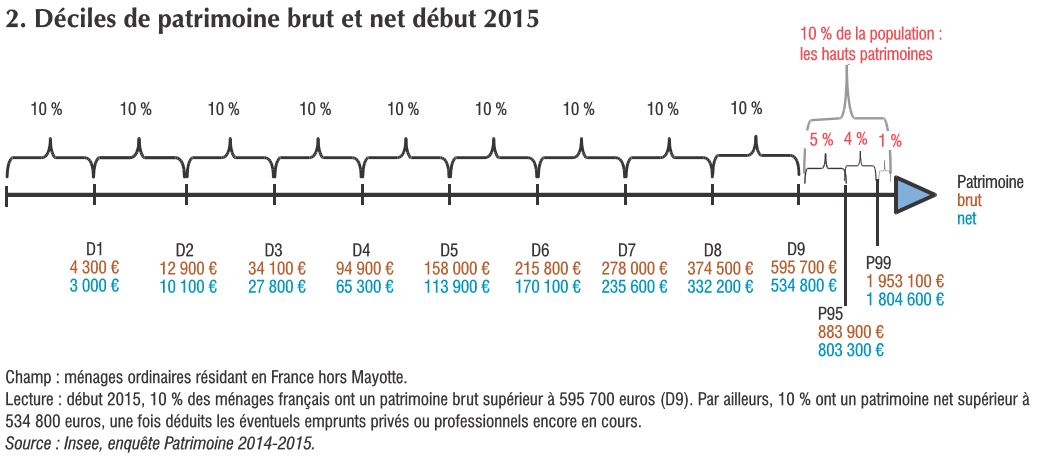 2. Déciles de patrimoine brut et net début 2015
10 % de la population :
les hauts patrimoines
10 % 10 % 10 % 10 % 10 % 10 % 10 % 10 % 10 %
5 % 4 % 1 %
Patrimoine
brut
net
D1 D2 D3 D4 D5 D6 D7 D8 D9
4 300 € 12 900 € 34 100 € 94 900 € 158 000 € 215 800 € 278 000 € 374 500 € 595 700 €
3 000 € 10 100 € 27 800 € 65 300 € 113 900 € 170 100 € 235 600 € 332 200 € 534 800 €
P99
1 953 100 €
1 804 600 €
P95
883 900 €
803 300 €
Champ : ménages ordinaires résidant en France hors Mayotte.
Lecture : début 2015, 10 % des ménages français ont un patrimoine brut supérieur à 595 700 euros (D9). Par ailleurs, 10 % ont un patrimoine net supérieur à
534 800 euros, une fois déduits les éventuels emprunts privés ou professionnels encore en cours.
Source : Insee, enquête Patrimoine 2014-2015.